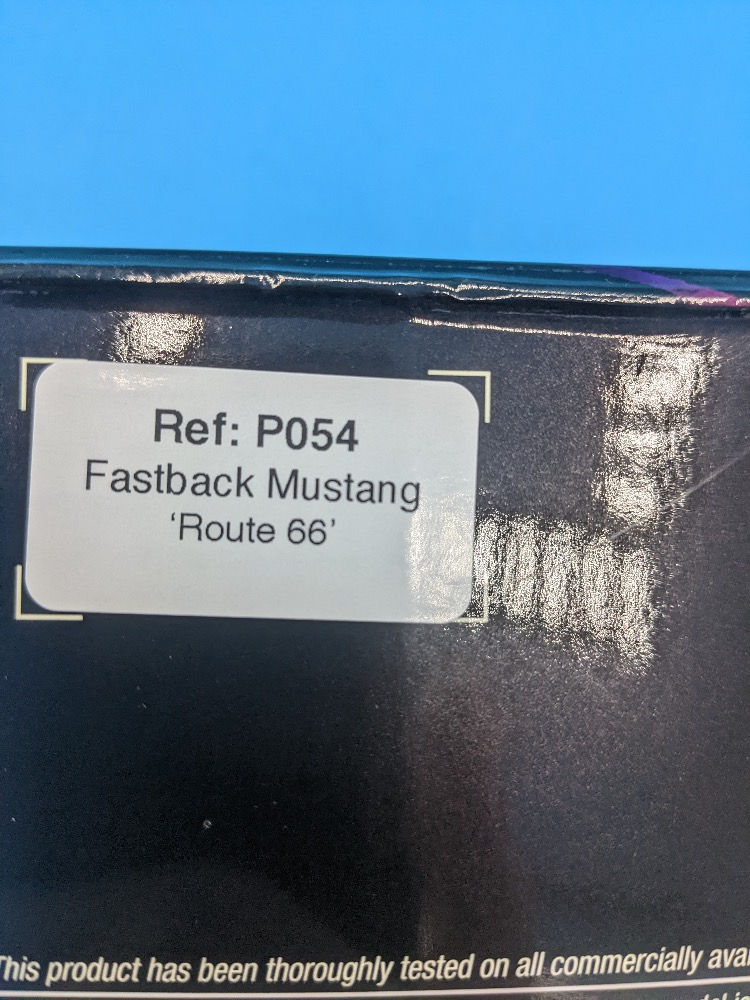 Ref: P054
Fastback Mustang
‘Route 66’
This product has been thoroughly tested on all commercially